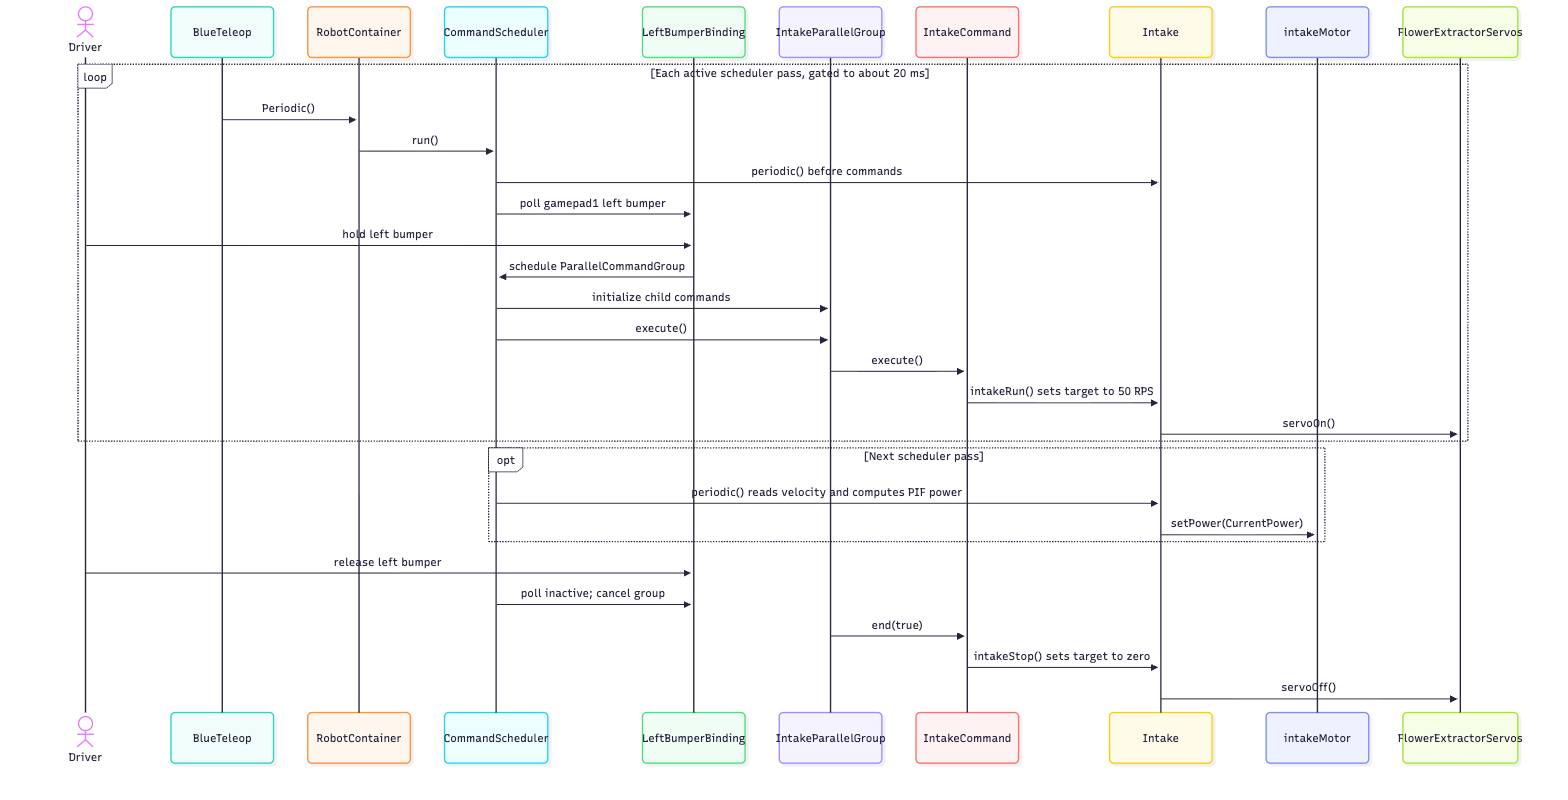 Driver
BlueTeleop
RobotContainer
CommandScheduler
LeftBumperBinding
IntakeParallelGroup
IntakeCommand
Intake
intakeMotor
FlowerExtractorServos
loop
[Each active scheduler pass, gated to about 20 ms]
Periodic()
run()
periodic() before commands
poll gamepad1 left bumper
hold left bumper
schedule ParallelCommandGroup
initialize child commands
execute()
execute()
intakeRun() sets target to 50 RPS
servoOn()
opt
[Next scheduler pass]
periodic() reads velocity and computes PIF power
setPower(CurrentPower)
release left bumper
poll inactive; cancel group
end(true)
intakeStop() sets target to zero
servoOff()
Driver
BlueTeleop
RobotContainer
CommandScheduler
LeftBumperBinding
IntakeParallelGroup
IntakeCommand
Intake
intakeMotor
FlowerExtractorServos